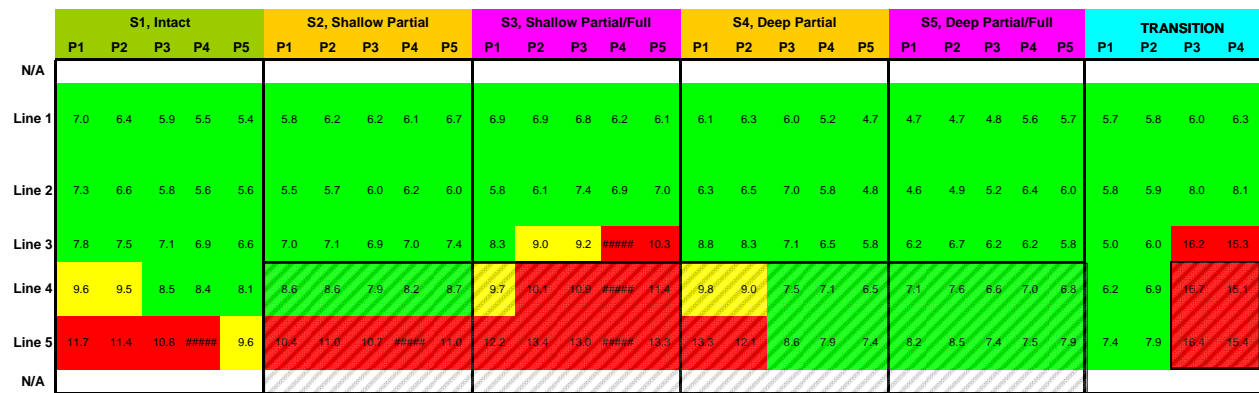 S1, Intact S2, Shallow Partial S3, Shallow Partial/Full S4, Deep Partial S5, Deep Partial/Full TRANSITION
P1 P2 P3 P4 P5 P1 P2 P3 P4 P5 P1 P2 P3 P4 P5 P1 P2 P3 P4 P5 P1 P2 P3 P4 P5 P1 P2 P3 P4
N/A
Line 1 7.0 6.4 5.9 5.5 5.4 5.8 6.2 6.2 6.1 6.7 6.9 6.9 6.8 6.2 6.1 6.1 6.3 6.0 5.2 4.7 4.7 4.7 4.8 5.6 5.7 5.7 5.8 6.0 6.3
Line 2 7.3 6.6 5.8 5.6 5.6 5.5 5.7 6.0 6.2 6.0 5.8 6.1 7.4 6.9 7.0 6.3 6.5 7.0 5.8 4.8 4.6 4.9 5.2 6.4 6.0 5.8 5.9 8.0 8.1
Line 3 7.8 7.5 7.1 6.9 6.6 7.0 7.1 6.9 7.0 7.4 8.3 9.0 9.2 ##### 10.3 8.8 8.3 7.1 6.5 5.8 6.2 6.7 6.2 6.2 5.8 5.0 6.0 16.2 15.3
Line 4 9.6 9.5 8.5 8.4 8.1 8.6 8.6 7.9 8.2 8.7 9.7 10.1 10.9 ##### 11.4 9.8 9.0 7.5 7.1 6.5 7.1 7.6 6.6 7.0 6.8 6.2 6.9 16.7 15.1
Line 5 11.7 11.4 10.8 ##### 9.6 10.4 11.0 10.7 ##### 11.0 12.2 13.4 13.0 ##### 13.3 13.3 12.1 8.6 7.9 7.4 8.2 8.5 7.4 7.5 7.9 7.4 7.9 16.4 15.4
N/A